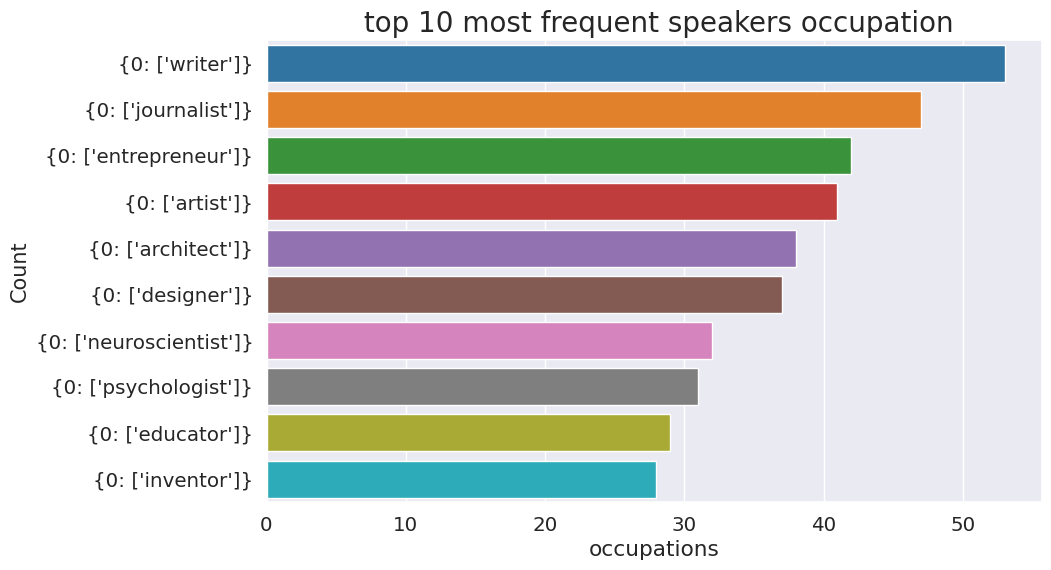 top 10 most frequent speakers occupation
{0: ['writer']}
{0: ['journalist']}
{0: ['entrepreneur']}
{0: ['artist']}
{0: ['architect']}
{0: ['designer']}
{0: ['neuroscientist']}
{0: ['psychologist']}
{0: ['educator']}
{0: ['inventor']}
Count
0 10 20 30 40 50
occupations